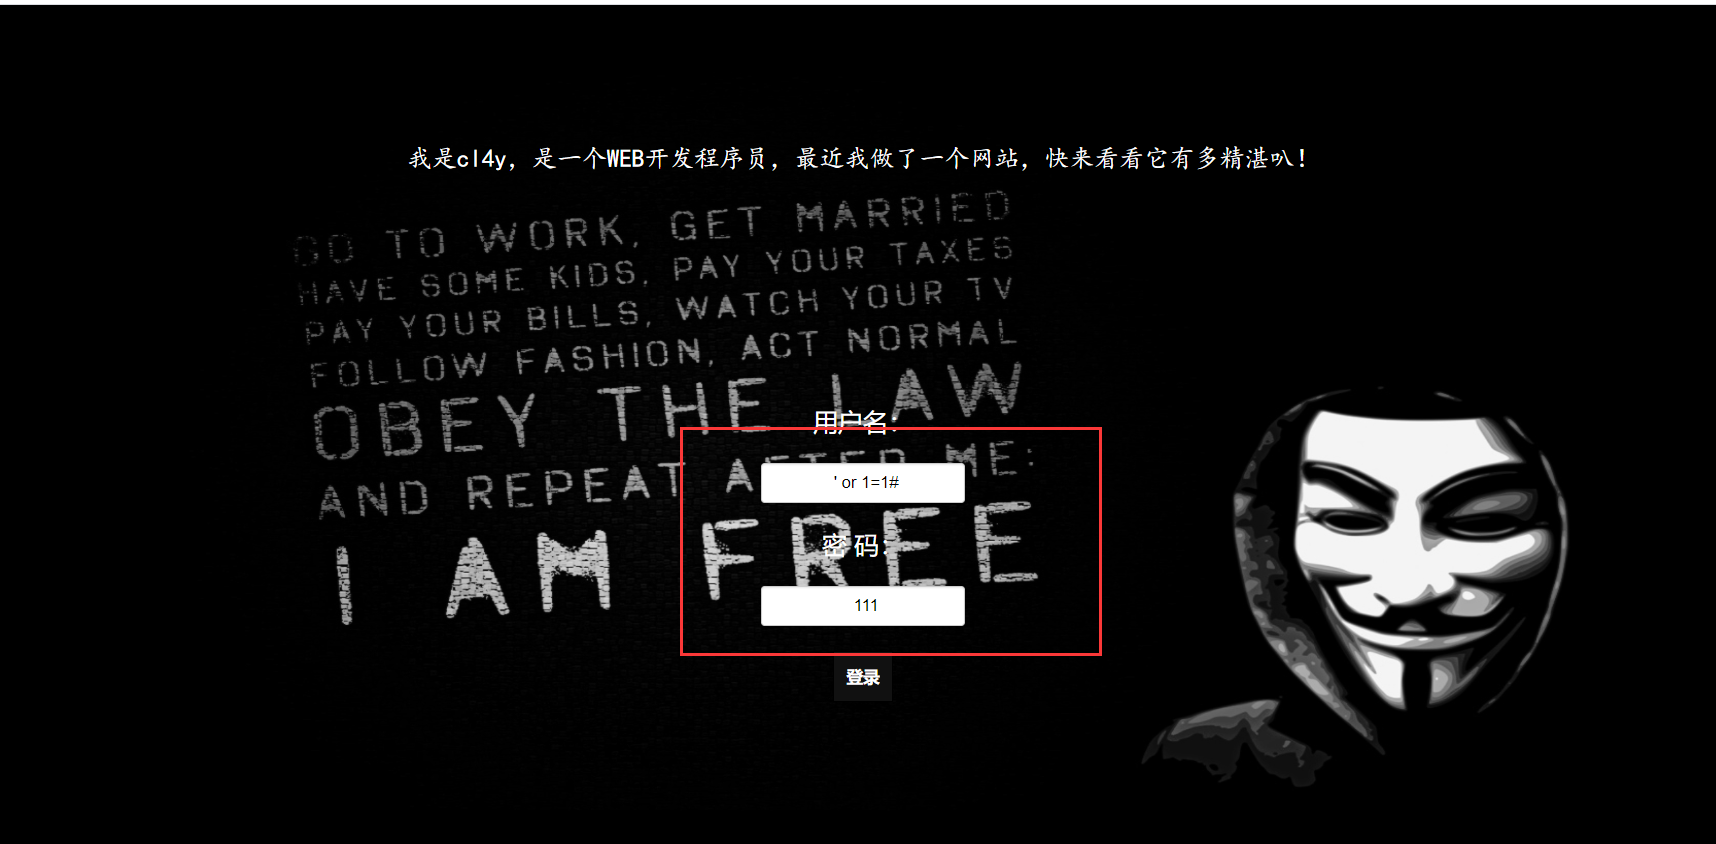 我是cl4y，是一个WEB开发程序员，最近我做了一个网站，快来看看它有多精湛叭！
GO TO WORK, GET MARRIED
HAVE SOME KIDS, PAY YOUR TAXES
PAY YOUR BILLS, WATCH YOUR TV
FOLLOW FASHION, ACT NORMAL
OBEY THE LAW
AND REPEAT AFTER ME:
I AM FREE
用户名：
' or 1=1#
密 码：
111
登录